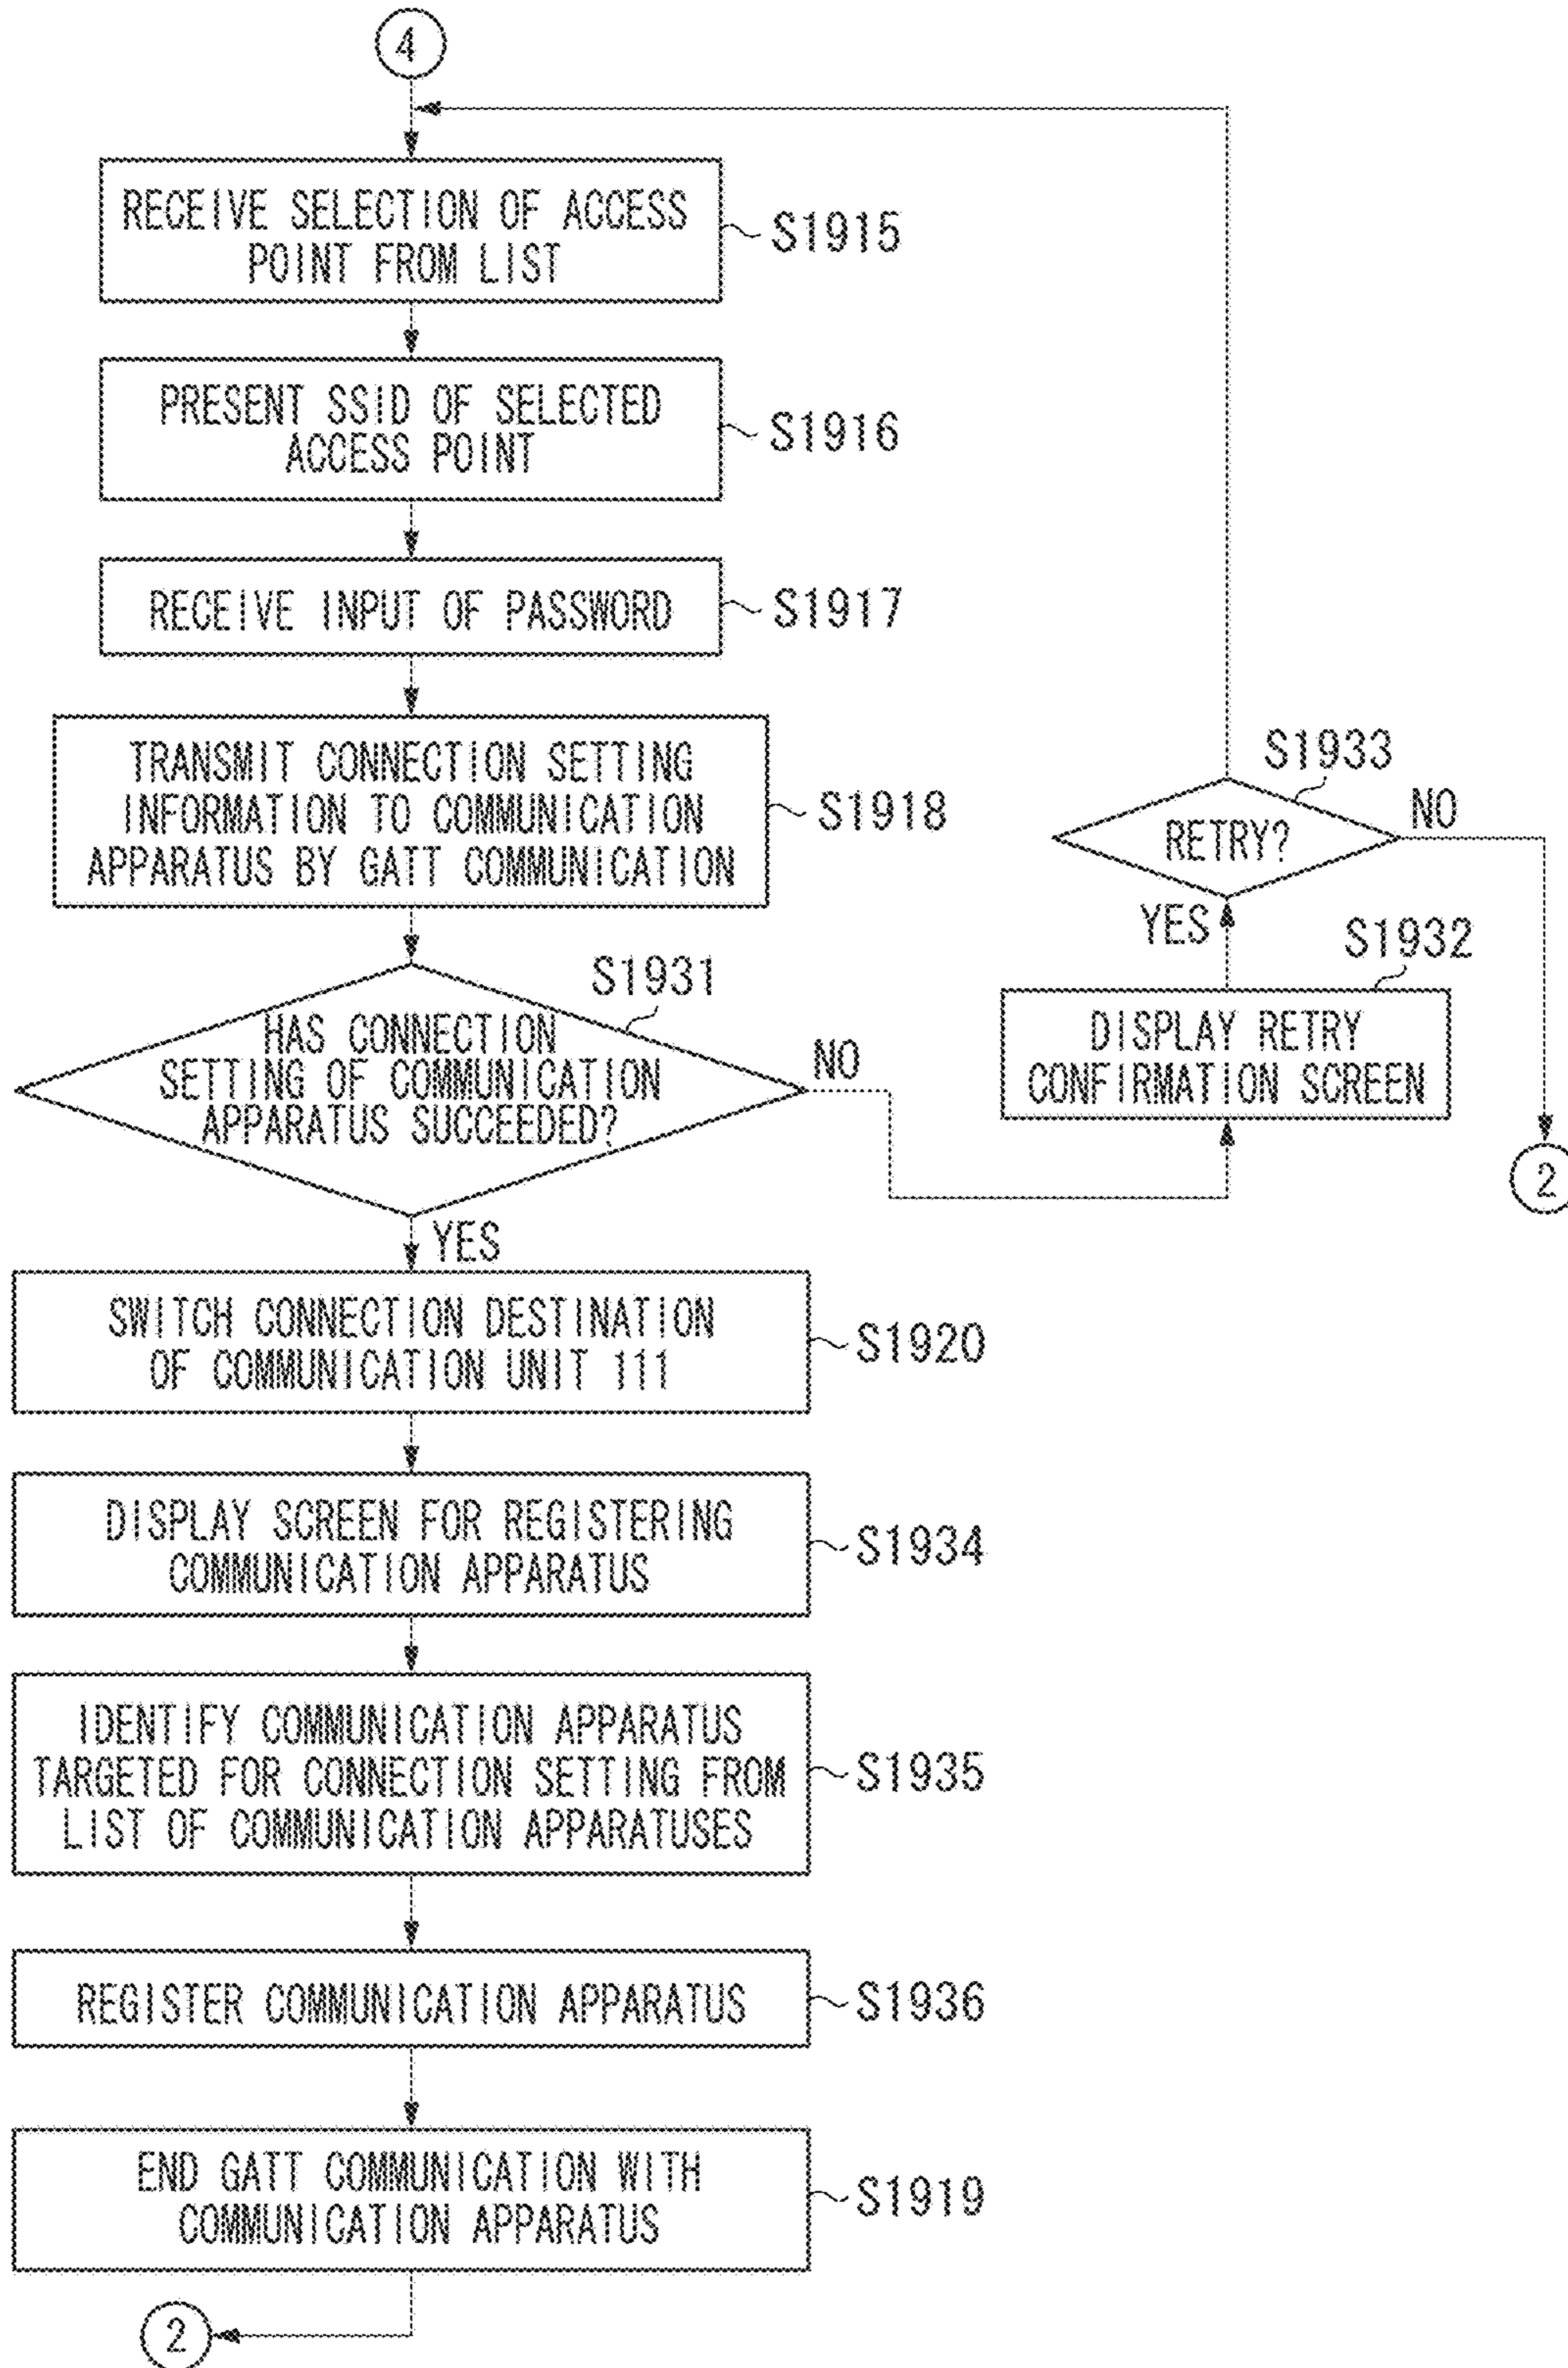 4
RECEIVE SELECTION OF ACCESS
POINT FROM LIST
S1915
PRESENT SSID OF SELECTED
ACCESS POINT
S1916
RECEIVE INPUT OF PASSWORD
S1917
TRANSMIT CONNECTION SETTING
INFORMATION TO COMMUNICATION
APPARATUS BY GATT COMMUNICATION
S1918
S1931
HAS CONNECTION
SETTING OF COMMUNICATION
APPARATUS SUCCEEDED?
NO
YES
S1933
RETRY?
NO
YES
S1932
DISPLAY RETRY
CONFIRMATION SCREEN
2
SWITCH CONNECTION DESTINATION
OF COMMUNICATION UNIT 111
S1920
DISPLAY SCREEN FOR REGISTERING
COMMUNICATION APPARATUS
S1934
IDENTIFY COMMUNICATION APPARATUS
TARGETED FOR CONNECTION SETTING FROM
LIST OF COMMUNICATION APPARATUSES
S1935
REGISTER COMMUNICATION APPARATUS
S1936
END GATT COMMUNICATION WITH
COMMUNICATION APPARATUS
S1919
2